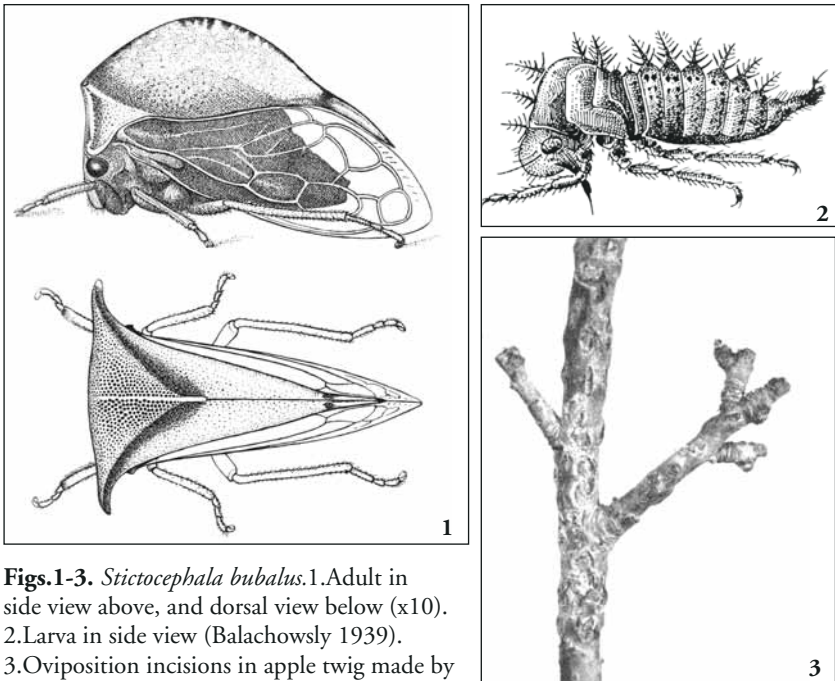 1
2
3
Figs.1-3. Stictocephala bubalus.1.Adult in
side view above, and dorsal view below (x10).
2.Larva in side view (Balachowsly 1939).
3.Oviposition incisions in apple twig made by